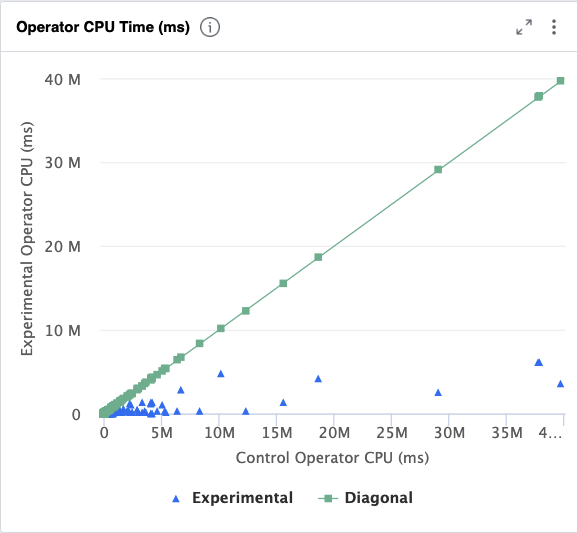 Operator CPU Time (ms) i
40 M
30 M
20 M
10 M
0
Experimental Operator CPU (ms)
0 5M 10M 15M 20M 25M 30M 35M 4...
Control Operator CPU (ms)
Experimental Diagonal